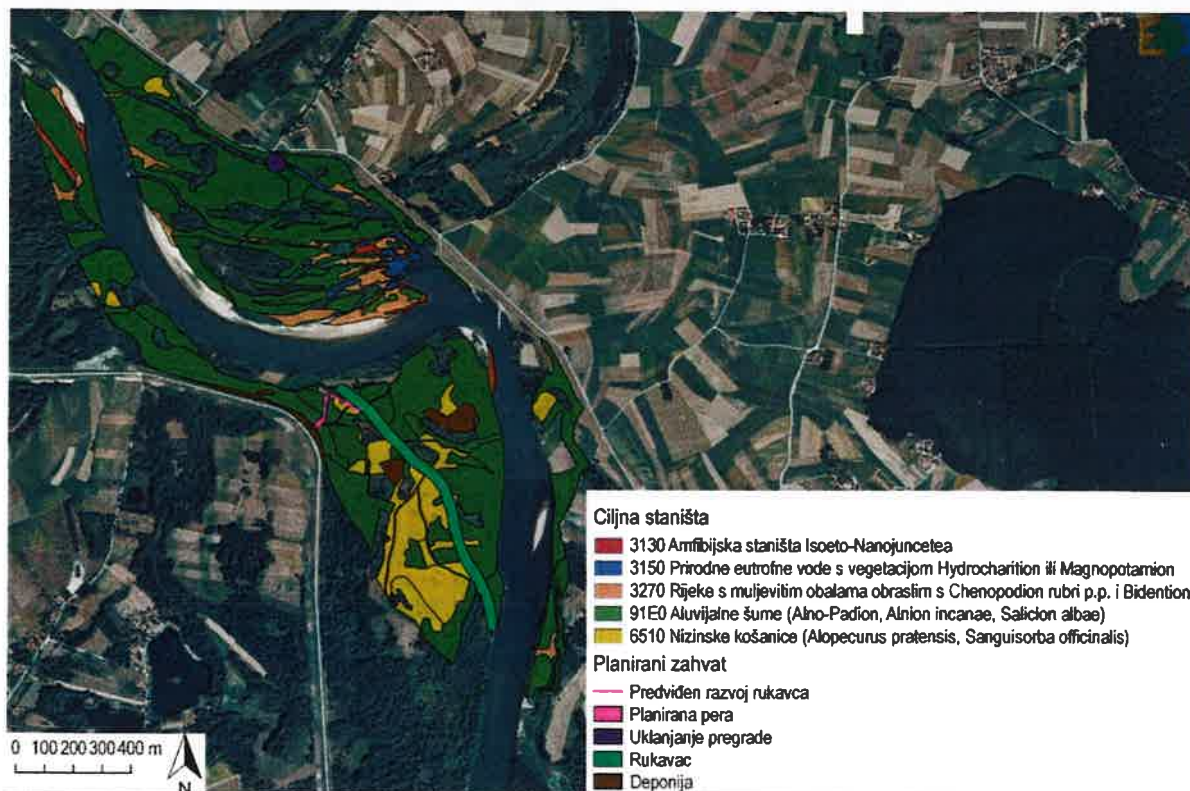 Ciljna staništa
3130 Amfibijska staništa Isoeto-Nanojuncetea
3150 Prirodne eutrofne vode s vegetacijom Hydrocharition ili Magnopotamion
3270 Rijeke s muljevitim obalama obraslim s Chenopodion rubri p.p. i Bidention
91E0 Aluvijalne šume (Alno-Padion, Alnion incanae, Salicion albae)
6510 Nizinske košanice (Alopecurus pratensis, Sanguisorba officinalis)
Planirani zahvat
Predviđen razvoj rukavca
Planirana pera
Uklanjanje pregrade
Rukavac
Deponija
0 100 200 300 400 m
N